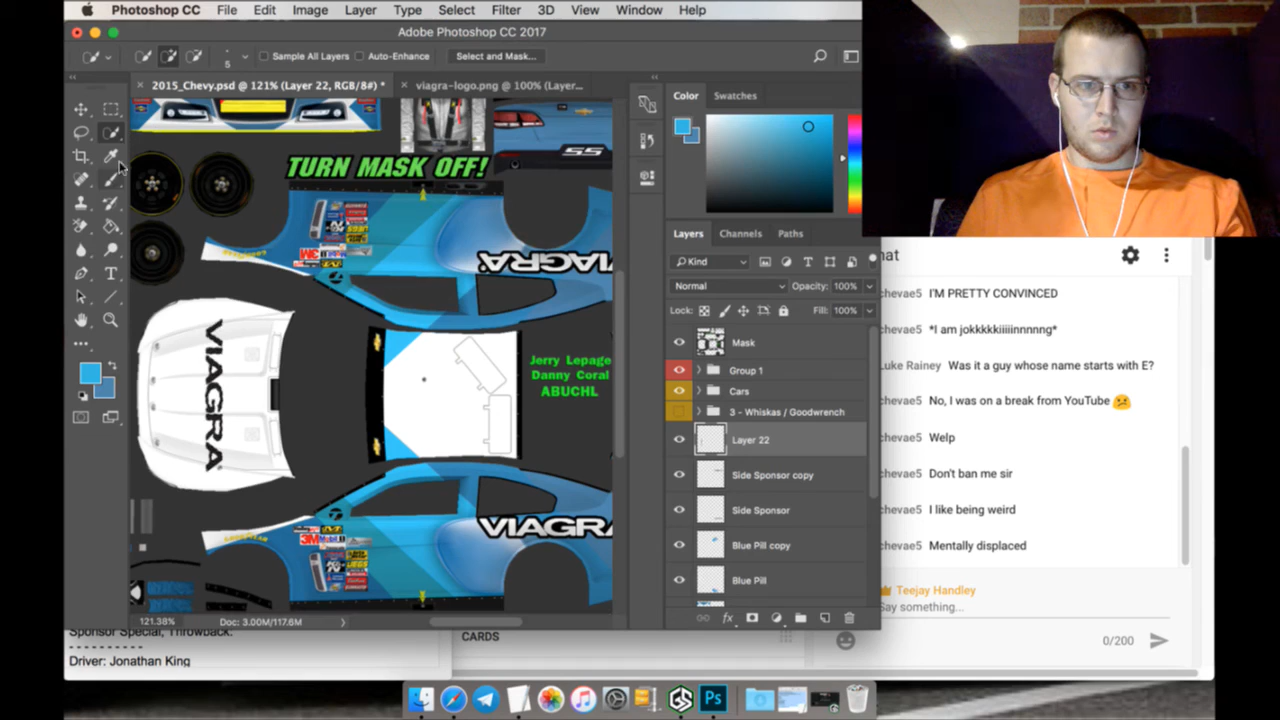 Photoshop CC File Edit Image Layer Type Select Filter 3D View Window Help
Adobe Photoshop CC 2017
5 Sample All Layers Auto-Enhance Select and Mask...
2015_Chevy.psd @ 121% (Layer 22, RGB/8#) * viagra-logo.png @ 100% (Layer...
Color Swatches
SS
TURN MASK OFF!
VIAGRA
VIAGRA
Jerry Lepage
Danny Coral
ABUCHL
3M Mobil
VIAGRA
121.38% Doc: 3.00M/117.6M
Layers Channels Paths
Kind
Normal Opacity: 100%
Lock: Fill: 100%
Mask
Group 1
Cars
3 - Whiskas / Goodwrench
Layer 22
Side Sponsor copy
Side Sponsor
Blue Pill copy
Blue Pill
fx
hat
chevae5 I'M PRETTY CONVINCED
chevae5 *I am jokkkkkiiiiinnnnng*
Luke Rainey Was it a guy whose name starts with E?
chevae5 No, I was on a break from YouTube
chevae5 Welp
chevae5 Don't ban me sir
chevae5 I like being weird
chevae5 Mentally displaced
Teejay Handley
Say something...
0/200
Sponsor Special, Throwback.
----------
Driver: Jonathan King
CARDS
Ps